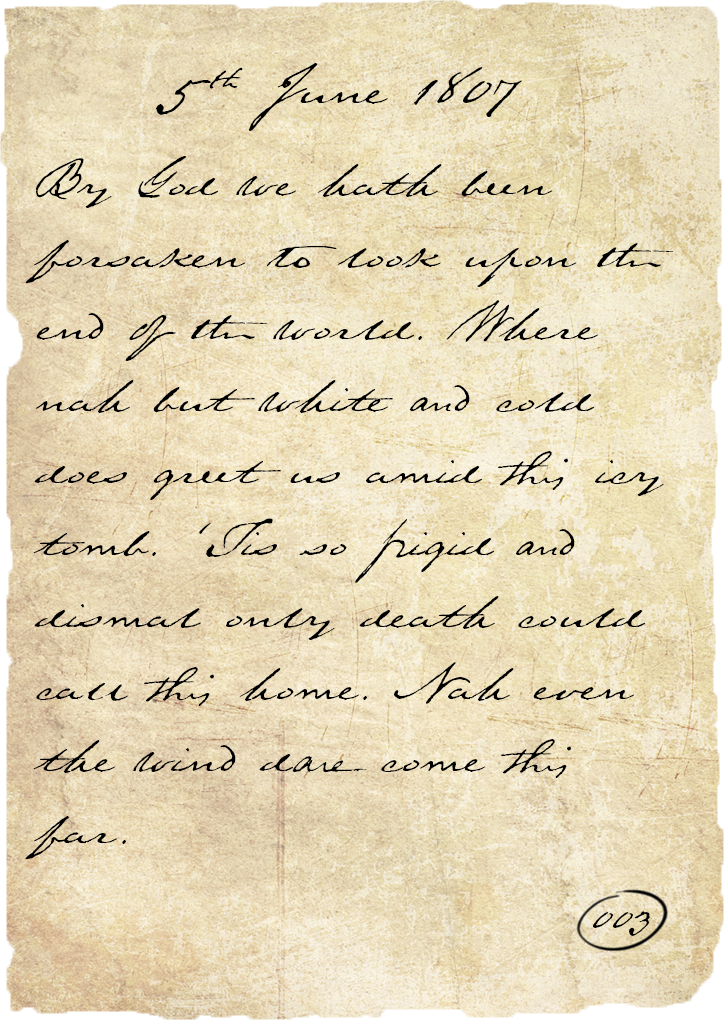 5th June 1807
By God we hath been
forsaken to look upon the
end of the world. Where
nah but white and cold
does greet us amid this icy
tomb. 'Tis so frigid and
dismal only death could
call this home. Nah even
the wind dare come this
far.
003